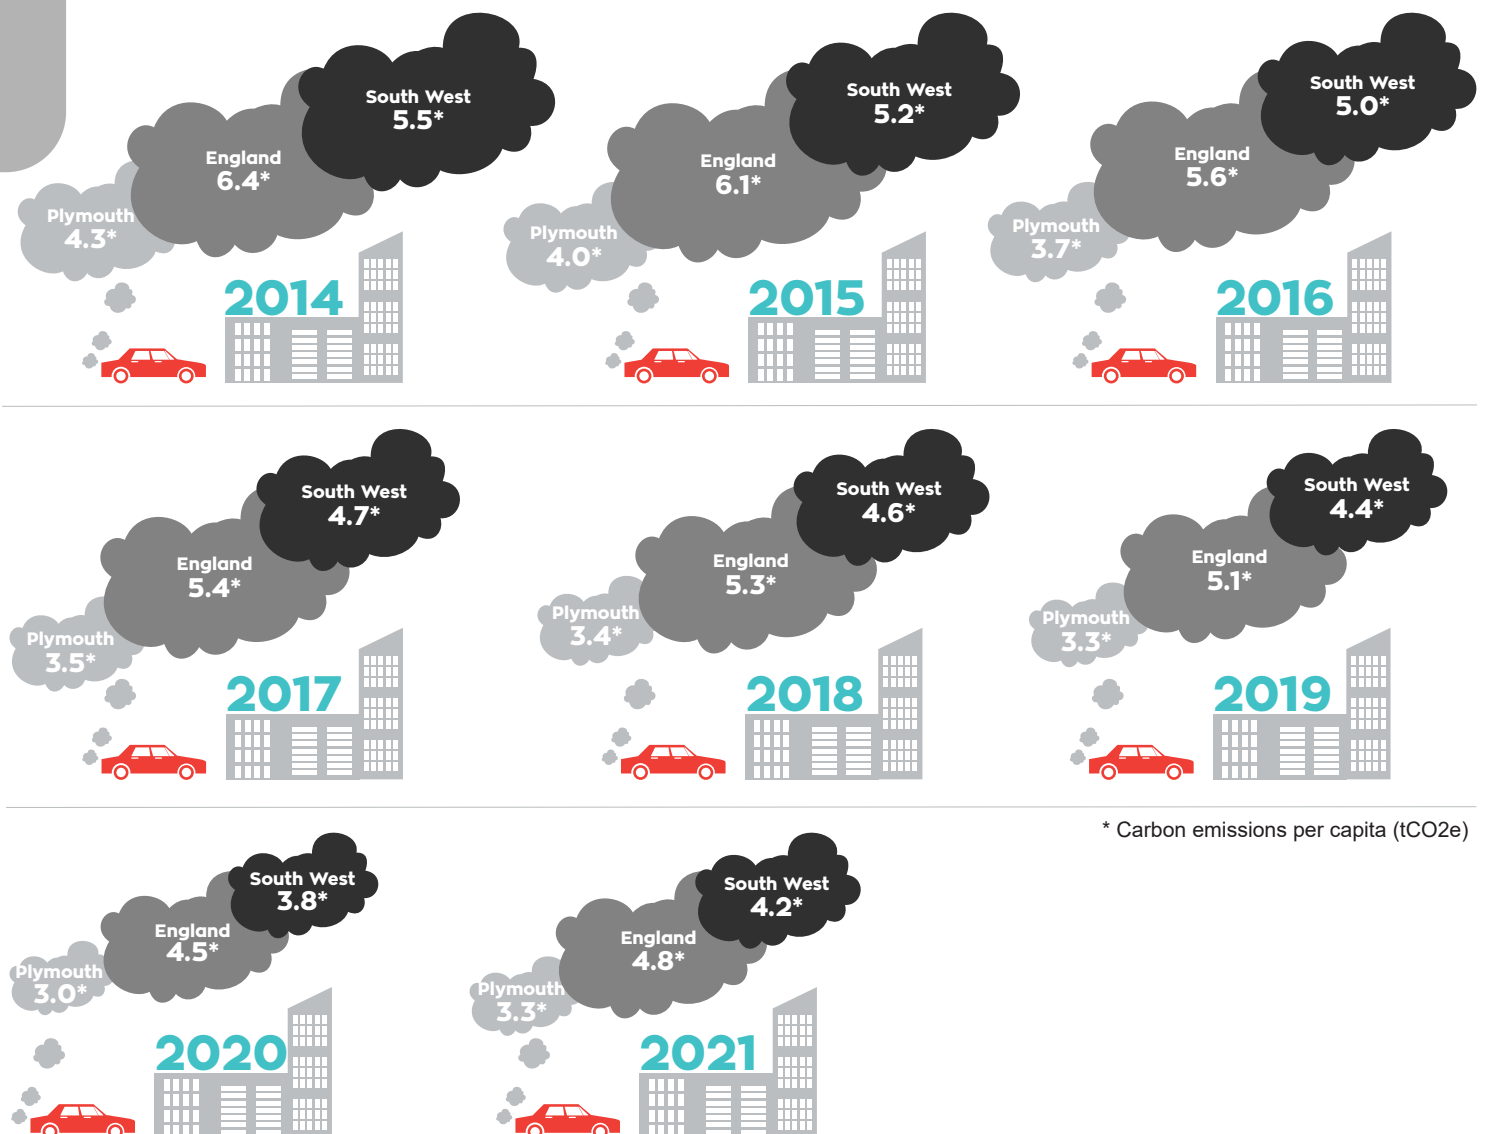 South West
5.5*
England
6.4*
Plymouth
4.3*
2014
South West
5.2*
England
6.1*
Plymouth
4.0*
2015
South West
5.0*
England
5.6*
Plymouth
3.7*
2016
South West
4.7*
England
5.4*
Plymouth
3.5*
2017
South West
4.6*
England
5.3*
Plymouth
3.4*
2018
South West
4.4*
England
5.1*
Plymouth
3.3*
2019
* Carbon emissions per capita (tCO2e)
South West
3.8*
England
4.5*
Plymouth
3.0*
2020
South West
4.2*
England
4.8*
Plymouth
3.3*
2021